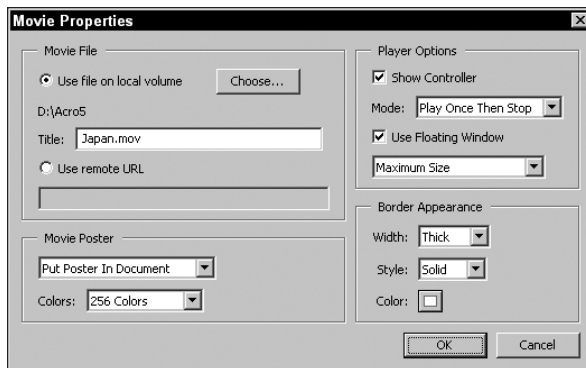 Movie Properties
Movie File
Use file on local volume
Choose...
D:\Acro5
Title: Japan.mov
Use remote URL
Movie Poster
Put Poster In Document
Colors: 256 Colors
Player Options
Show Controller
Mode: Play Once Then Stop
Use Floating Window
Maximum Size
Border Appearance
Width: Thick
Style: Solid
Color:
OK
Cancel